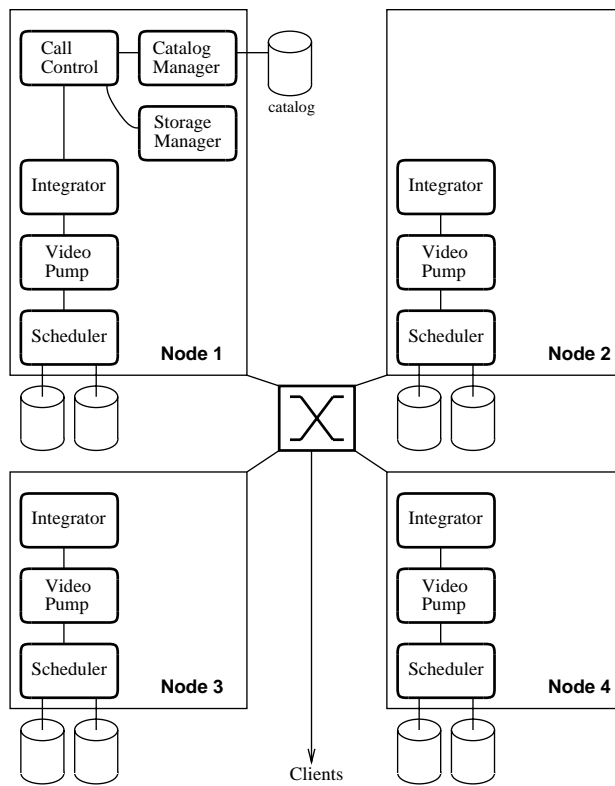 Call
Control
Catalog
Manager
catalog
Storage
Manager
Integrator
Video
Pump
Scheduler
Node 1
Integrator
Video
Pump
Scheduler
Node 2
Integrator
Video
Pump
Scheduler
Node 3
Integrator
Video
Pump
Scheduler
Node 4
Clients